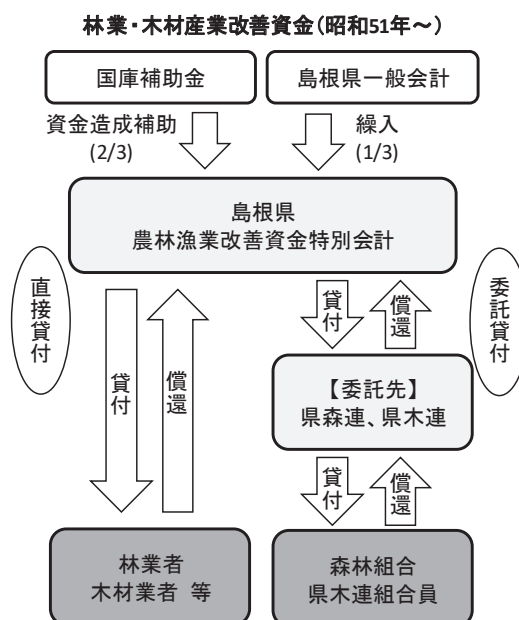 林業・木材産業改善資金（昭和51年～）
国庫補助金
島根県一般会計
資金造成補助
(2/3)
繰入
(1/3)
島根県
農林漁業改善資金特別会計
直接貸付
貸付
償還
貸付
償還
委託貸付
【委託先】
県森連、県木連
貸付
償還
林業者
木材業者 等
森林組合
県木連組合員